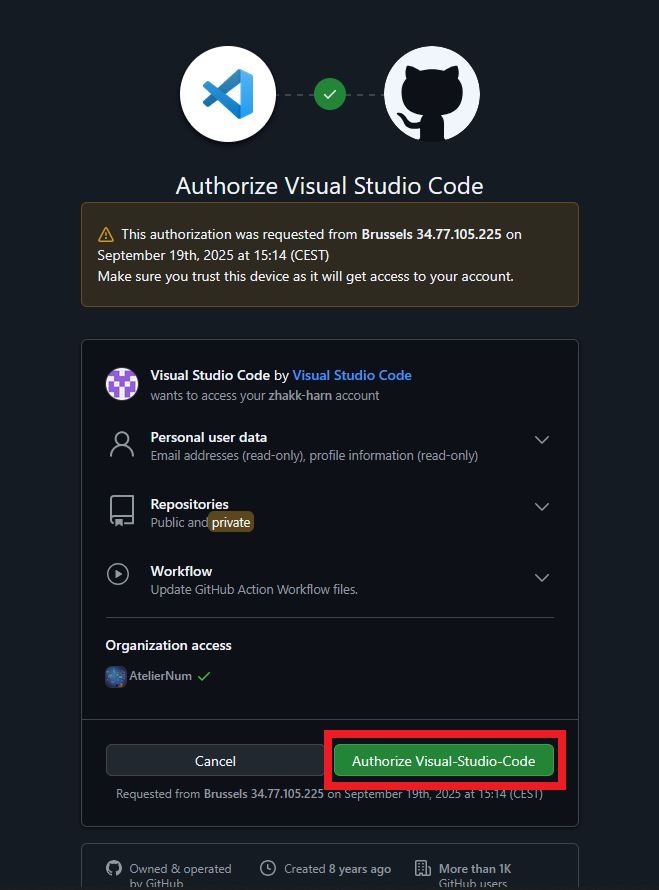 Authorize Visual Studio Code
This authorization was requested from Brussels 34.77.105.225 on
September 19th, 2025 at 15:14 (CEST)
Make sure you trust this device as it will get access to your account.
Visual Studio Code by Visual Studio Code
wants to access your zhakk-harn account
Personal user data
Email addresses (read-only), profile information (read-only)
Repositories
Public and private
Workflow
Update GitHub Action Workflow files.
Organization access
AtelierNum
Cancel
Authorize Visual-Studio-Code
Requested from Brussels 34.77.105.225 on September 19th, 2025 at 15:14 (CEST)
Owned & operated
by GitHub
Created 8 years ago
More than 1K
GitHub users